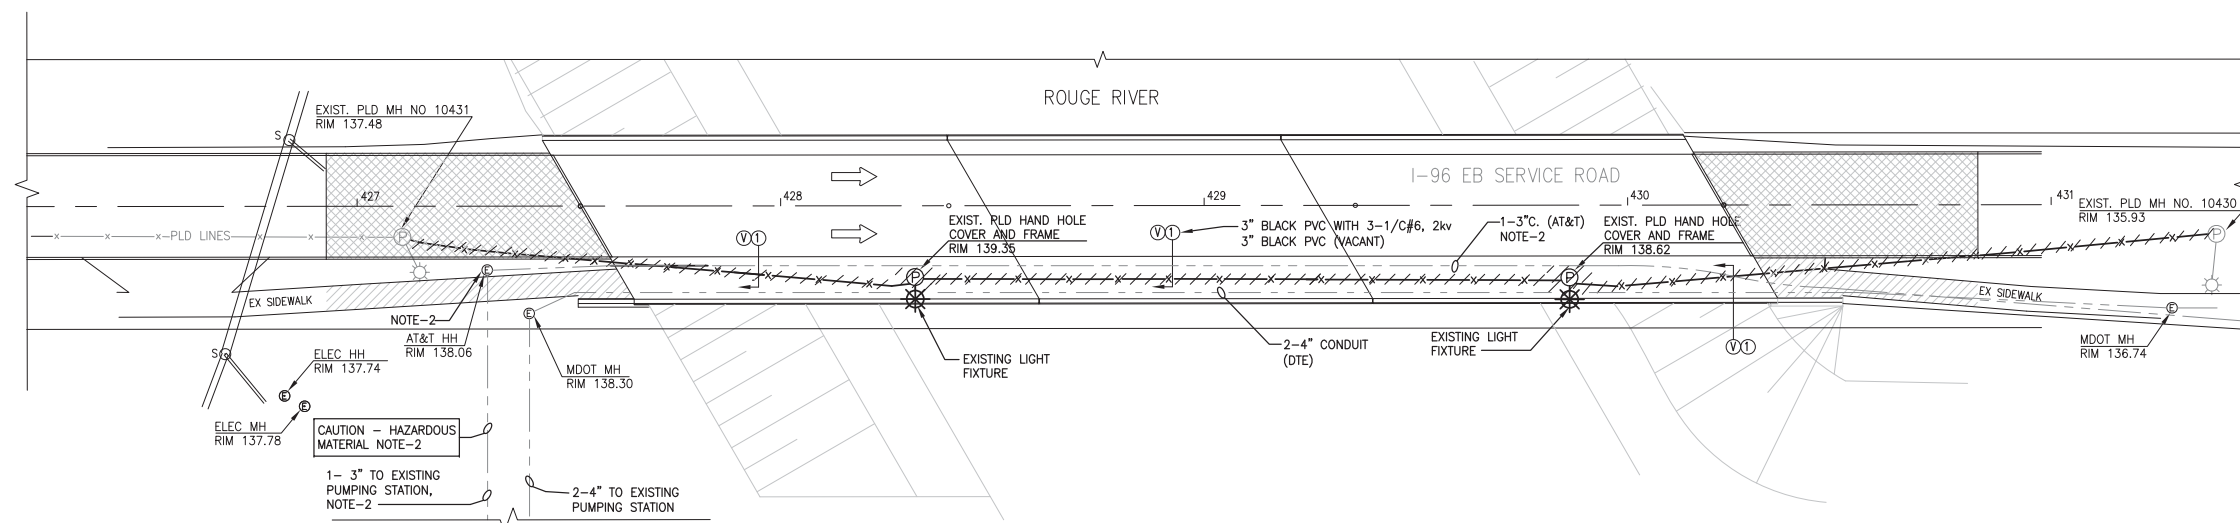 ROUGE RIVER
EXIST. PLD MH NO 10431
RIM 137.48
S
I-96 EB SERVICE ROAD
427
428
429
430
431
EXIST. PLD MH NO. 10430
RIM 135.93
PLD LINES
P
EXIST. PLD HAND HOLE
COVER AND FRAME
RIM 139.35
V 1
V 1
3" BLACK PVC WITH 3-1/C#6, 2kv
3" BLACK PVC (VACANT)
1-3"C. (AT&T)
NOTE-2
EXIST. PLD HAND HOLE
COVER AND FRAME
RIM 138.62
P
P
P
E
EX SIDEWALK
EX SIDEWALK
NOTE-2
AT&T HH
RIM 138.06
E
MDOT MH
RIM 138.30
E
MDOT MH
RIM 136.74
S
ELEC HH
RIM 137.74
E
E
ELEC MH
RIM 137.78
EXISTING LIGHT
FIXTURE
2-4" CONDUIT
(DTE)
EXISTING LIGHT
FIXTURE
V 1
CAUTION - HAZARDOUS
MATERIAL NOTE-2
1- 3" TO EXISTING
PUMPING STATION,
NOTE-2
2-4" TO EXISTING
PUMPING STATION